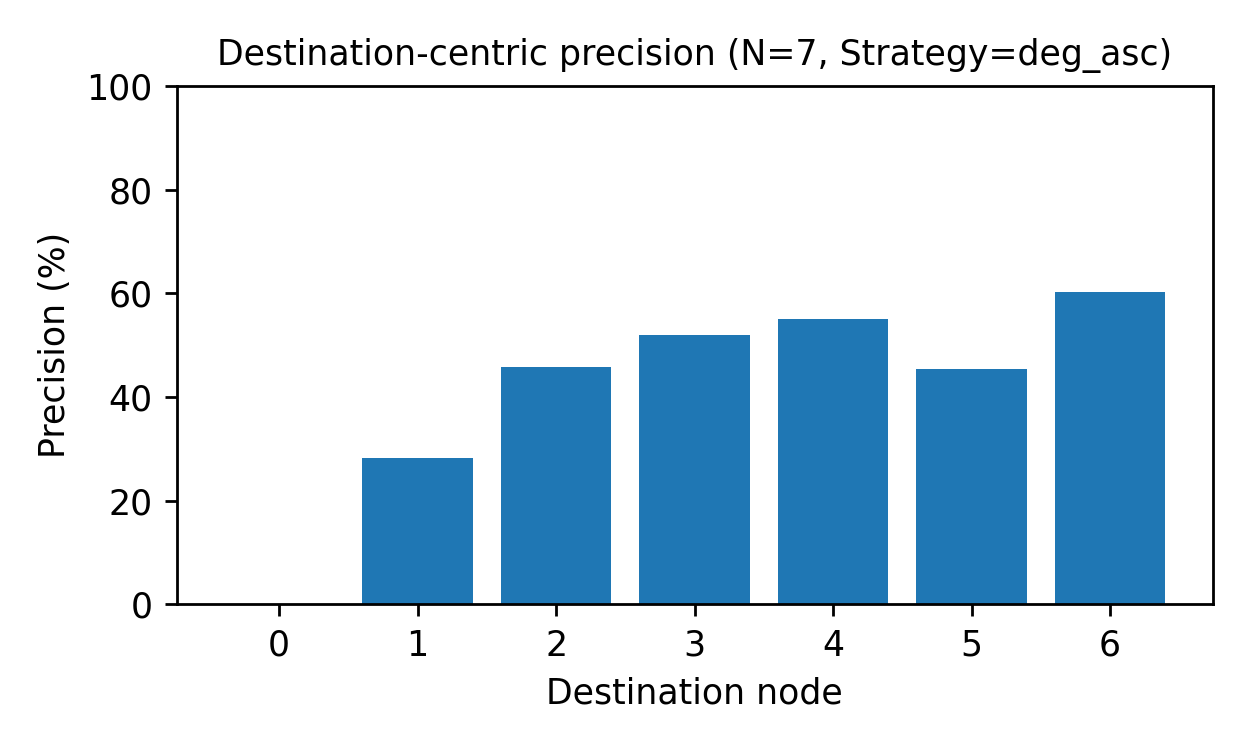 Destination-centric precision (N=7, Strategy=deg_asc)
100
80
60
40
20
0
Precision (%)
0 1 2 3 4 5 6
Destination node